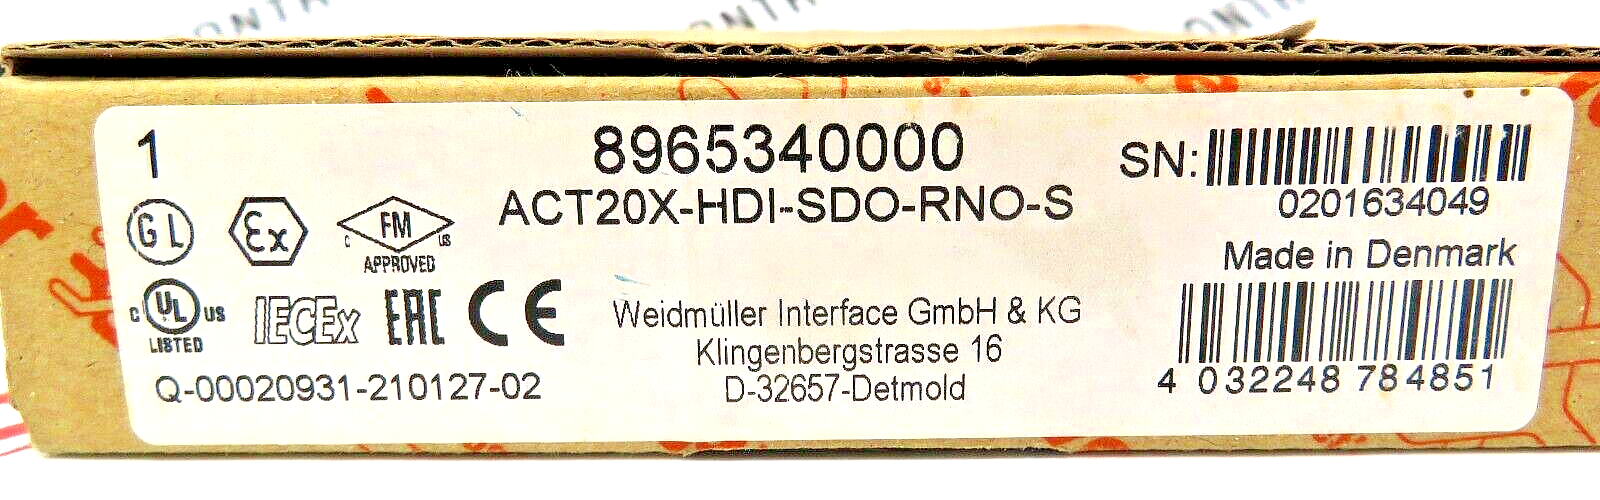 1
8965340000
ACT20X-HDI-SDO-RNO-S
SN:
0201634049
Made in Denmark
GL
Ex
C FM US
APPROVED
C UL US
LISTED
IECEx
EAC
CE
Weidmüller Interface GmbH & KG
Klingenbergstrasse 16
D-32657-Detmold
Q-00020931-210127-02
4 032248 784851